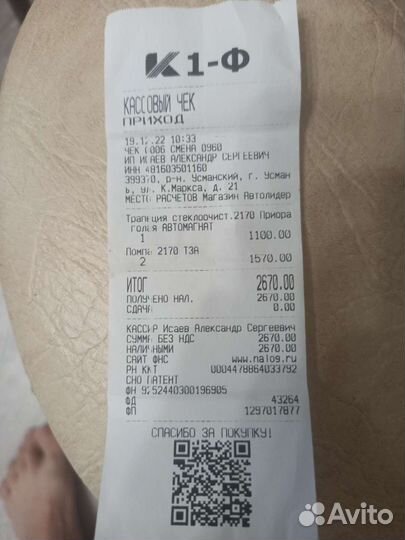 К 1-Ф
КАССОВЫЙ ЧЕК
ПРИХОД
19.12.22 10:33
ЧЕК 0006 СМЕНА 0960
ИП ИСАЕВ АЛЕКСАНДР СЕРГЕЕВИЧ
ИНН 481603501160
399370, р-н. Усманский, г. Усман
ь, ул. К.Маркса, д. 21
МЕСТО РАСЧЕТОВ Магазин Автолидер
Трапеция стеклоочист.2170 Приора
голая АВТОМАГНАТ
1 1100.00
Помпа 2170 ТЗА
2 1570.00
ИТОГ 2670.00
ПОЛУЧЕНО НАЛ. 2670.00
СДАЧА 0.00
КАССИР Исаев Александр Сергеевич
СУММА БЕЗ НДС 2670.00
НАЛИЧНЫМИ 2670.00
САЙТ ФНС www.nalog.ru
РН ККТ 0004478864033792
СНО ПАТЕНТ
ФН 9252440300196905
ФД 43264
ФП 1297017877
СПАСИБО ЗА ПОКУПКУ!
Avito